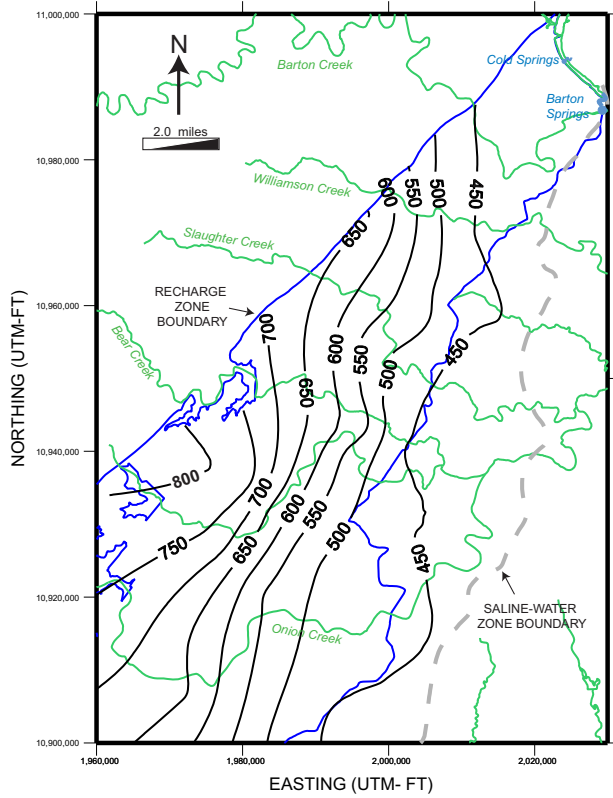 11,000,000
N
2.0 miles
Barton Creek
Cold Springs
Barton
Springs
10,980,000
Williamson Creek
600
550
500
450
650
Slaughter Creek
RECHARGE
ZONE
BOUNDARY
10,960,000
700
600
550
500
450
650
Bear Creek
NORTHING (UTM-FT)
10,940,000
800
700
600
550
500
650
750
450
10,920,000
SALINE-WATER
ZONE BOUNDARY
Onion Creek
10,900,000
1,960,000
1,980,000
2,000,000
2,020,000
EASTING (UTM- FT)